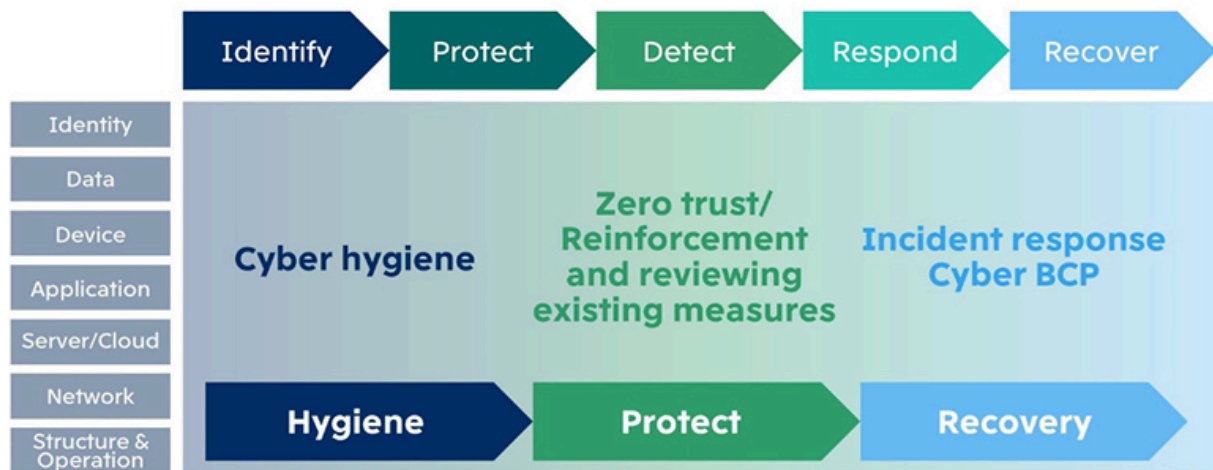 Identify
Protect
Detect
Respond
Recover
Identity
Data
Device
Application
Server/Cloud
Network
Structure &
Operation
Cyber hygiene
Zero trust/
Reinforcement
and reviewing
existing measures
Incident response
Cyber BCP
Hygiene
Protect
Recovery